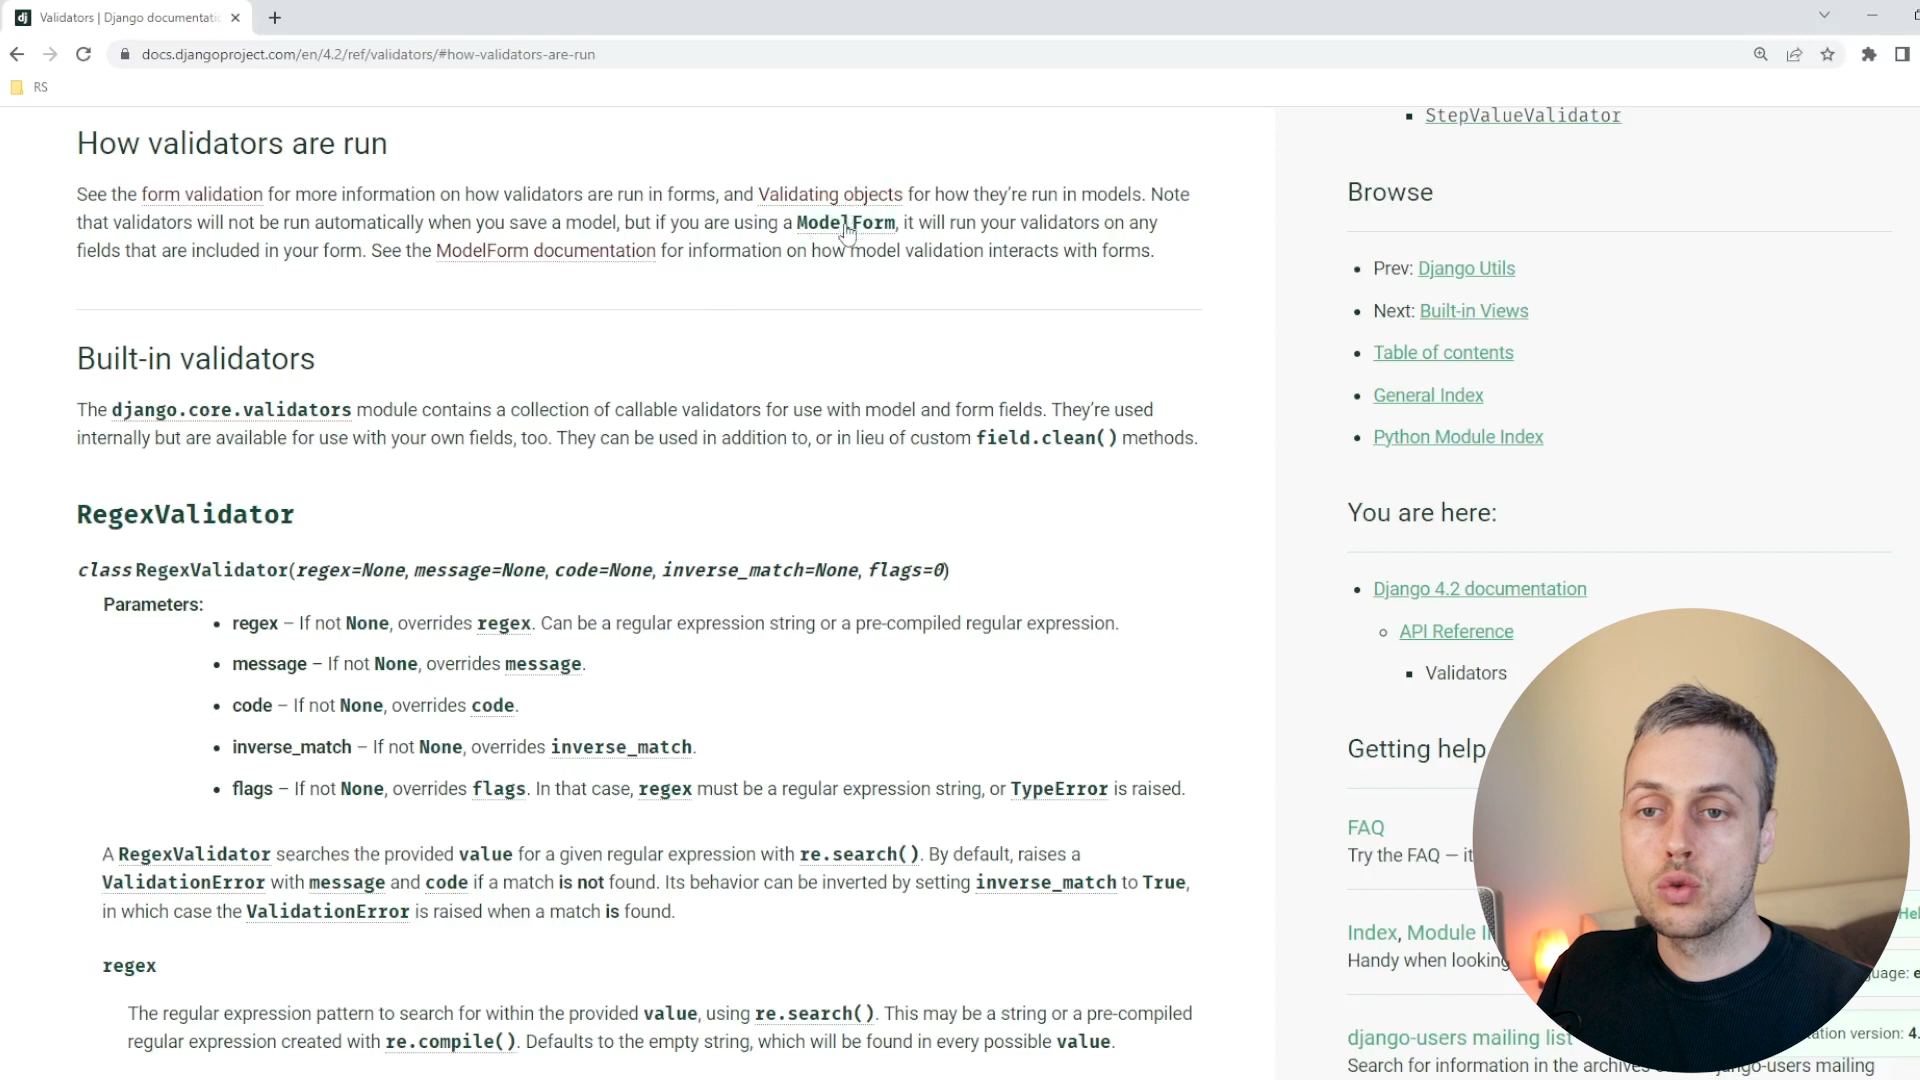 Validators | Django documentatic
docs.djangoproject.com/en/4.2/ref/validators/#how-validators-are-run
RS
How validators are run
See the form validation for more information on how validators are run in forms, and Validating objects for how they’re run in models. Note
that validators will not be run automatically when you save a model, but if you are using a ModelForm, it will run your validators on any
fields that are included in your form. See the ModelForm documentation for information on how model validation interacts with forms.
Built-in validators
The django.core.validators module contains a collection of callable validators for use with model and form fields. They’re used
internally but are available for use with your own fields, too. They can be used in addition to, or in lieu of custom field.clean() methods.
RegexValidator
class RegexValidator(regex=None, message=None, code=None, inverse_match=None, flags=0)
Parameters:
• regex – If not None, overrides regex. Can be a regular expression string or a pre-compiled regular expression.
• message – If not None, overrides message.
• code – If not None, overrides code.
• inverse_match – If not None, overrides inverse_match.
• flags – If not None, overrides flags. In that case, regex must be a regular expression string, or TypeError is raised.
A RegexValidator searches the provided value for a given regular expression with re.search(). By default, raises a
ValidationError with message and code if a match is not found. Its behavior can be inverted by setting inverse_match to True,
in which case the ValidationError is raised when a match is found.
regex
The regular expression pattern to search for within the provided value, using re.search(). This may be a string or a pre-compiled
regular expression created with re.compile(). Defaults to the empty string, which will be found in every possible value.
StepValueValidator
Browse
Prev: Django Utils
Next: Built-in Views
Table of contents
General Index
Python Module Index
You are here:
Django 4.2 documentation
API Reference
Validators
Getting help
FAQ
Try the FAQ — it
Index, Module I
Handy when looking
django-users mailing list
Search for information in the archives
django-users mailing
Hel
uage: e
ation version: 4.